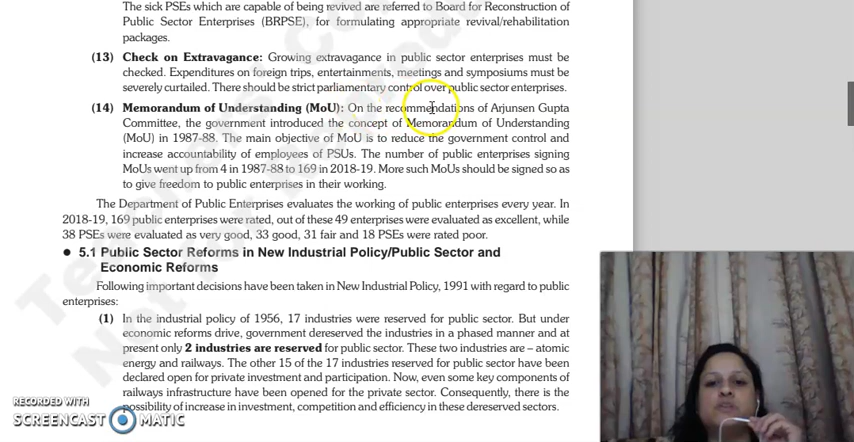 The sick PSEs which are capable of being revived are referred to Board for Reconstruction of
Public Sector Enterprises (BRPSE), for formulating appropriate revival/rehabilitation
packages.
(13) Check on Extravagance: Growing extravagance in public sector enterprises must be
checked. Expenditures on foreign trips, entertainments, meetings and symposiums must be
severely curtailed. There should be strict parliamentary control over public sector enterprises.
(14) Memorandum of Understanding (MoU): On the recommendations of Arjunsen Gupta
Committee, the government introduced the concept of Memorandum of Understanding
(MoU) in 1987-88. The main objective of MoU is to reduce the government control and
increase accountability of employees of PSUs. The number of public enterprises signing
MoUs went up from 4 in 1987-88 to 169 in 2018-19. More such MoUs should be signed so as
to give freedom to public enterprises in their working.
The Department of Public Enterprises evaluates the working of public enterprises every year. In
2018-19, 169 public enterprises were rated, out of these 49 enterprises were evaluated as excellent, while
38 PSEs were evaluated as very good, 33 good, 31 fair and 18 PSEs were rated poor.
● 5.1 Public Sector Reforms in New Industrial Policy/Public Sector and
Economic Reforms
Following important decisions have been taken in New Industrial Policy, 1991 with regard to public
enterprises:
(1) In the industrial policy of 1956, 17 industries were reserved for public sector. But under
economic reforms drive, government dereserved the industries in a phased manner and at
present only 2 industries are reserved for public sector. These two industries are – atomic
energy and railways. The other 15 of the 17 industries reserved for public sector have been
declared open for private investment and participation. Now, even some key components of
railways infrastructure have been opened for the private sector. Consequently, there is the
possibility of increase in investment, competition and efficiency in these dereserved sectors.
RECORDED WITH
SCREENCAST MATIC